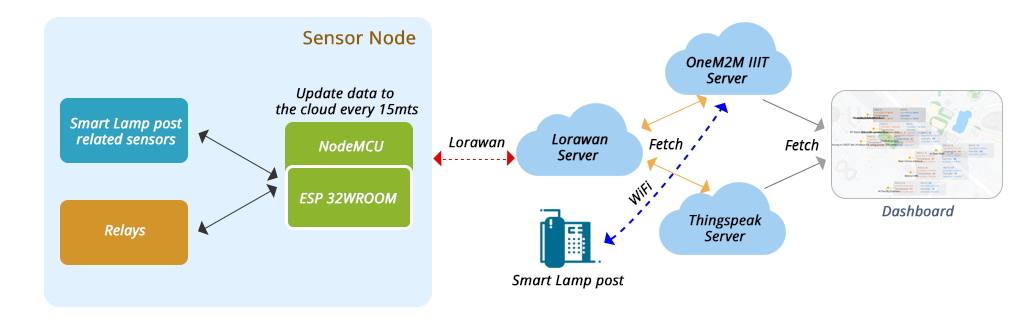 Sensor Node
Update data to
the cloud every 15mts
Smart Lamp post
related sensors
NodeMCU
ESP 32WROOM
Relays
Lorawan
Lorawan
Server
OneM2M IIIT
Server
Fetch
WiFi
Thingspeak
Server
Smart Lamp post
Fetch
Dashboard